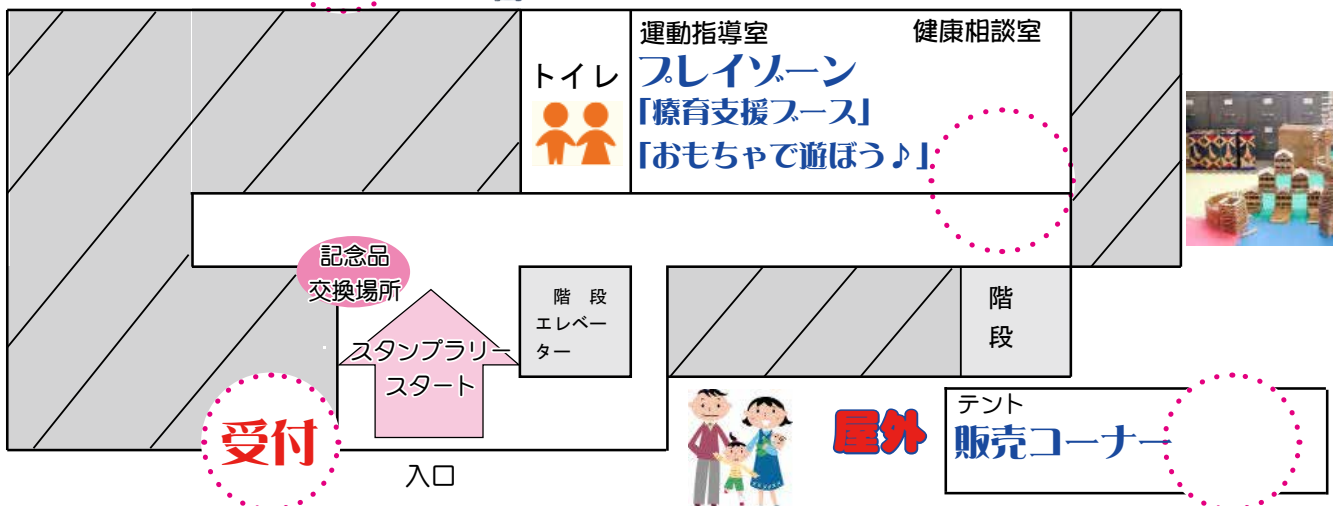 運動指導室
健康相談室
トイレ
プレイゾーン
「療育支援ブース」
「おもちゃで遊ぼう♪」
記念品
交換場所
スタンプラリー
スタート
階 段
エレベー
ター
階
段
受付
入口
屋外
テント
販売コーナー